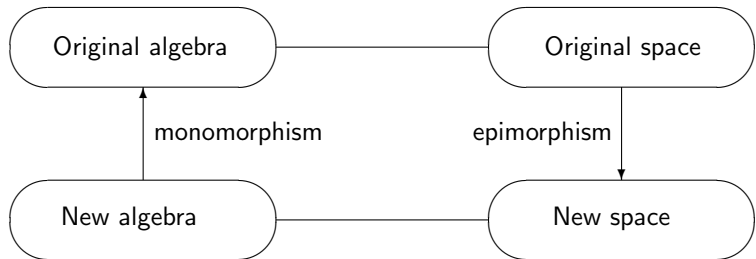 Original algebra
Original space
monomorphism
epimorphism
New algebra
New space